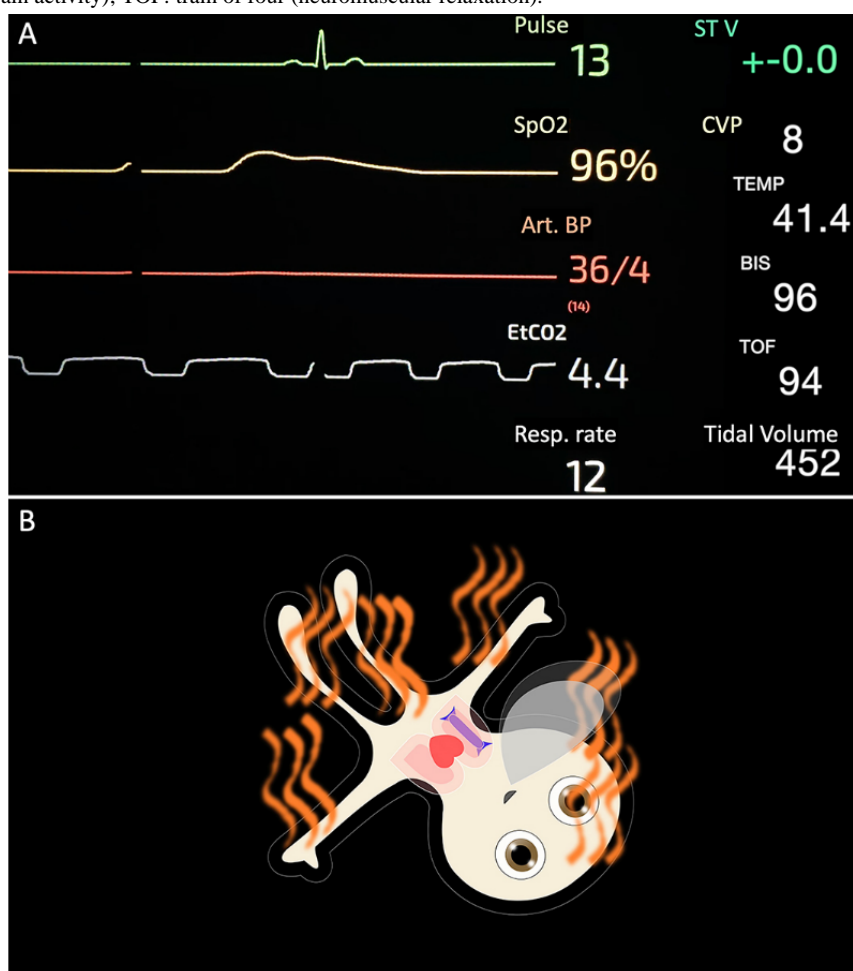 am activity), TOF: train of four (neuromuscular relaxation).
A
Pulse
13
ST V
+-0.0
SpO2
96%
CVP
8
TEMP
41.4
Art. BP
36/4
(14)
BIS
96
EtCO2
4.4
TOF
94
Resp. rate
12
Tidal Volume
452
B